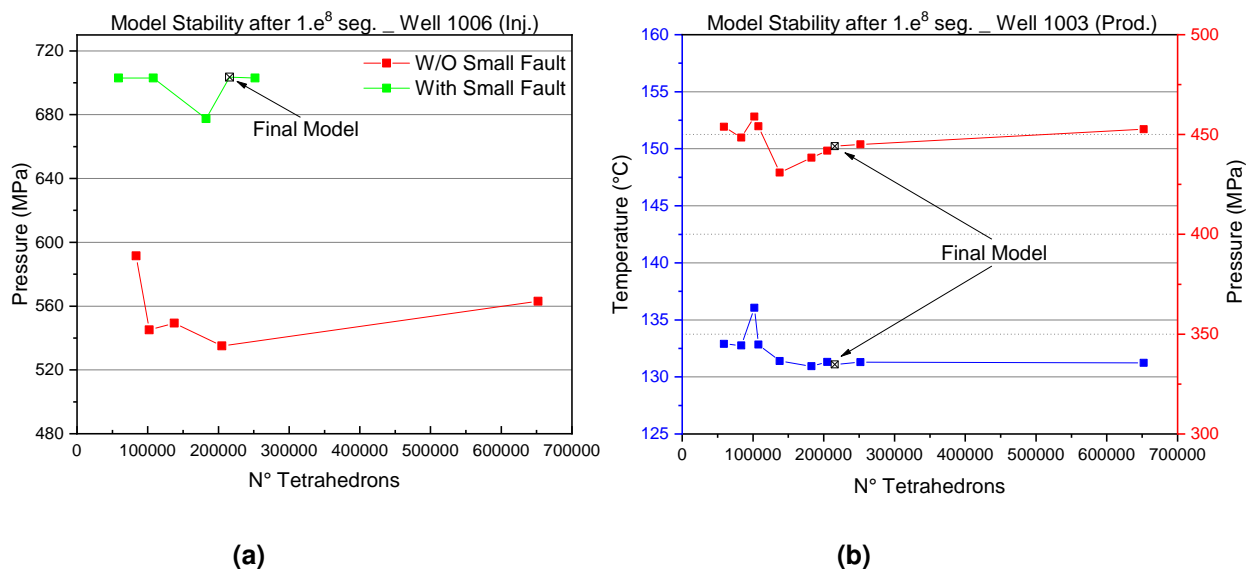 Model Stability after 1.e⁸ seg. _ Well 1006 (Inj.)
720
680
640
600
560
520
480
Pressure (MPa)
W/O Small Fault
With Small Fault
Final Model
0 100000 200000 300000 400000 500000 600000 700000
N° Tetrahedrons
(a)
Model Stability after 1.e⁸ seg. _ Well 1003 (Prod.)
160
155
150
145
140
135
130
125
Temperature (°C)
Final Model
500
450
400
350
300
Pressure (MPa)
0 100000 200000 300000 400000 500000 600000 700000
N° Tetrahedrons
(b)